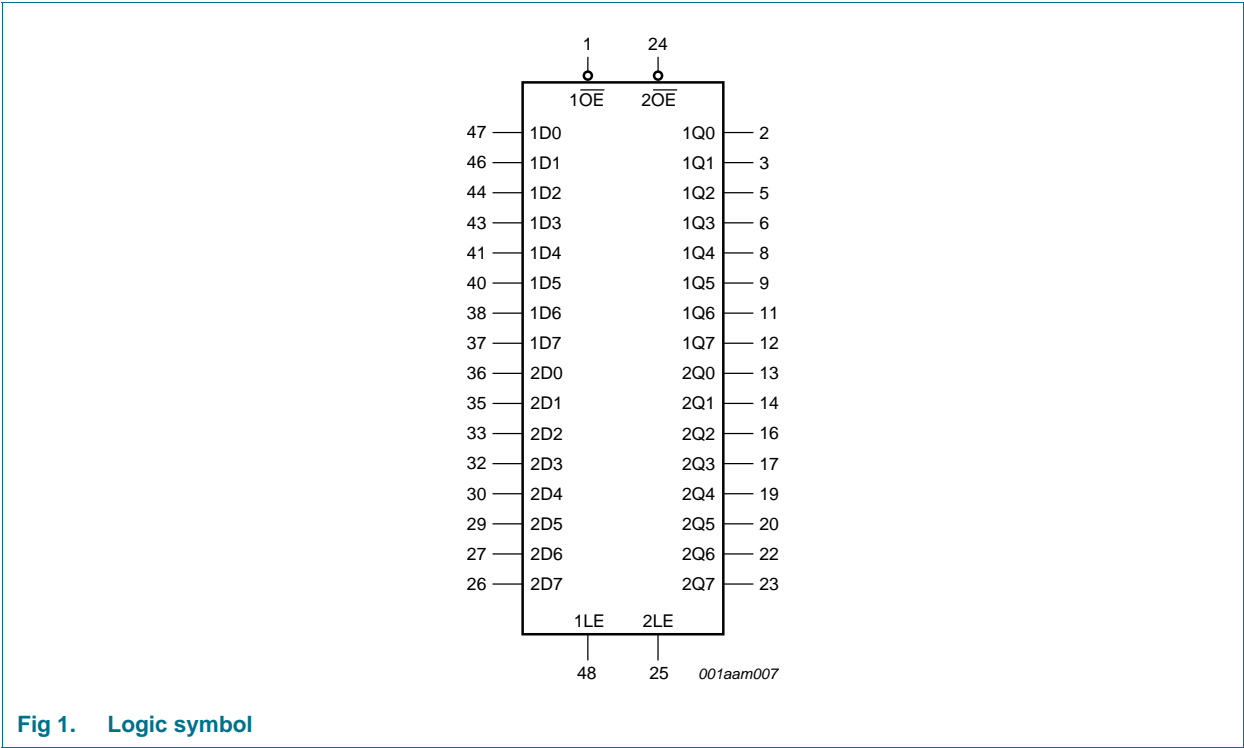 1 24
1O̅E̅ 2O̅E̅
47 1D0 1Q0 2
46 1D1 1Q1 3
44 1D2 1Q2 5
43 1D3 1Q3 6
41 1D4 1Q4 8
40 1D5 1Q5 9
38 1D6 1Q6 11
37 1D7 1Q7 12
36 2D0 2Q0 13
35 2D1 2Q1 14
33 2D2 2Q2 16
32 2D3 2Q3 17
30 2D4 2Q4 19
29 2D5 2Q5 20
27 2D6 2Q6 22
26 2D7 2Q7 23
1LE 2LE
48 25 001aam007
Fig 1. Logic symbol